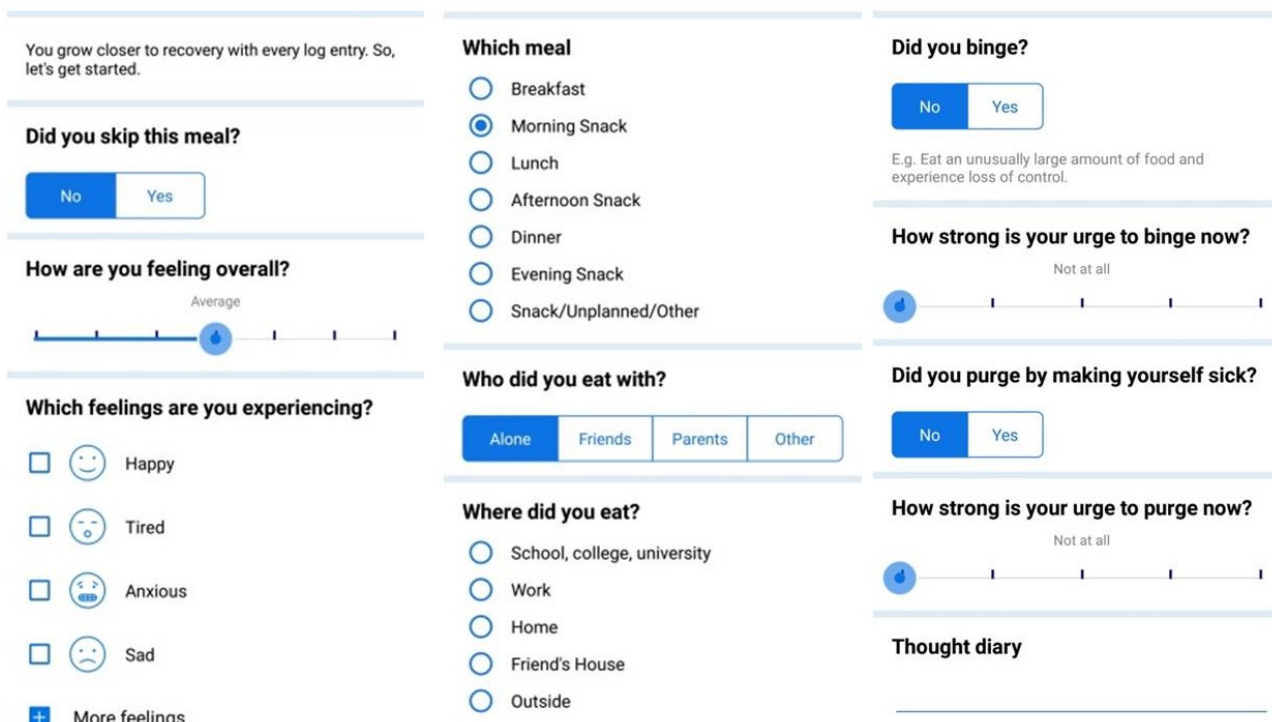 You grow closer to recovery with every log entry. So,
let's get started.
Did you skip this meal?
No Yes
How are you feeling overall?
Average
Which feelings are you experiencing?
Happy
Tired
Anxious
Sad
More feelings
Which meal
Breakfast
Morning Snack
Lunch
Afternoon Snack
Dinner
Evening Snack
Snack/Unplanned/Other
Who did you eat with?
Alone Friends Parents Other
Where did you eat?
School, college, university
Work
Home
Friend's House
Outside
Did you binge?
No Yes
E.g. Eat an unusually large amount of food and
experience loss of control.
How strong is your urge to binge now?
Not at all
Did you purge by making yourself sick?
No Yes
How strong is your urge to purge now?
Not at all
Thought diary